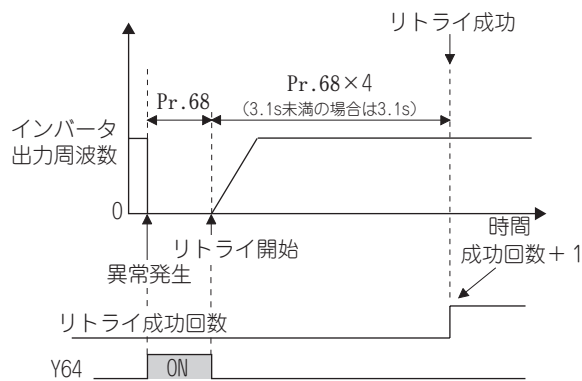 リトライ成功
Pr.68
Pr.68×4
(3.1s未満の場合は3.1s)
インバータ
出力周波数
0
時間
リトライ開始
異常発生
成功回数+1
リトライ成功回数
Y64
ON